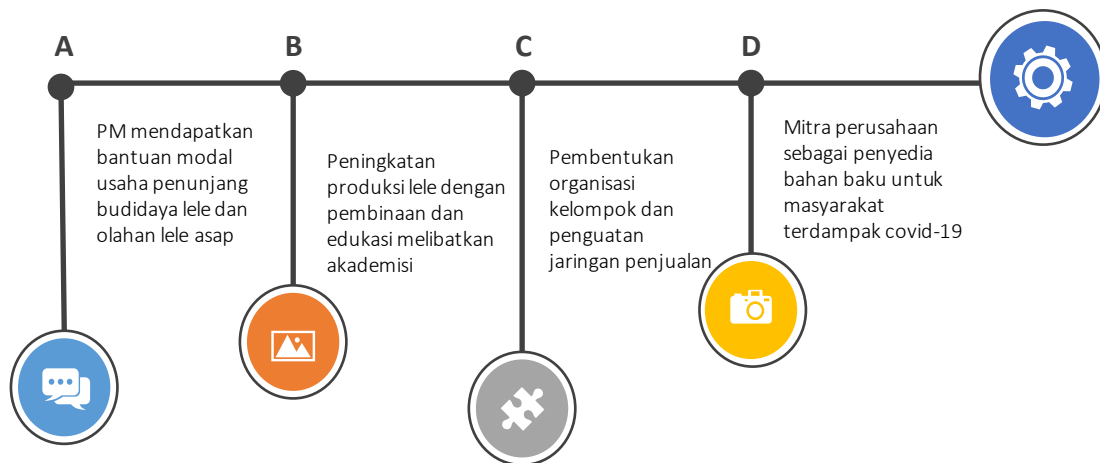 A
PM mendapatkan
bantuan modal
usaha penunjang
budidaya lele dan
olahan lele asap
B
Peningkatan
produksi lele dengan
pembinaan dan
edukasi melibatkan
akademisi
C
Pembentukan
organisasi
kelompok dan
penguatan
jaringan penjualan
D
Mitra perusahaan
sebagai penyedia
bahan baku untuk
masyarakat
terdampak covid-19